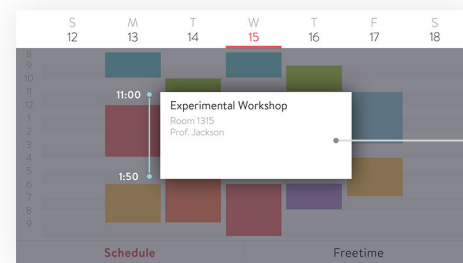 S M T W T F S
12 13 14 15 16 17 18
8
9
10
11
12
1
2
3
4
5
6
7
8
9
11:00
Experimental Workshop
Room 1315
Prof. Jackson
1:50
Schedule Freetime